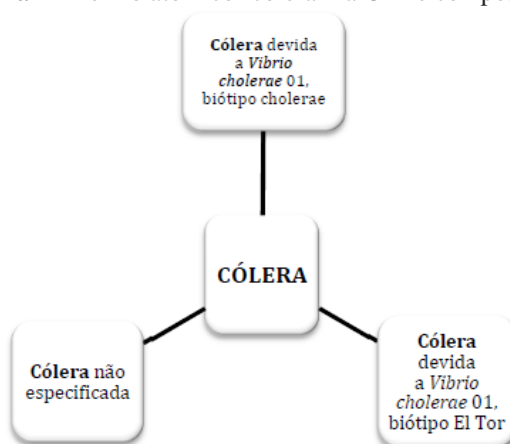 Cólera devida
a Vibrio
cholerae 01,
biótipo cholerae
CÓLERA
Cólera não
especificada
Cólera
devida
a Vibrio
cholerae 01,
biótipo El Tor